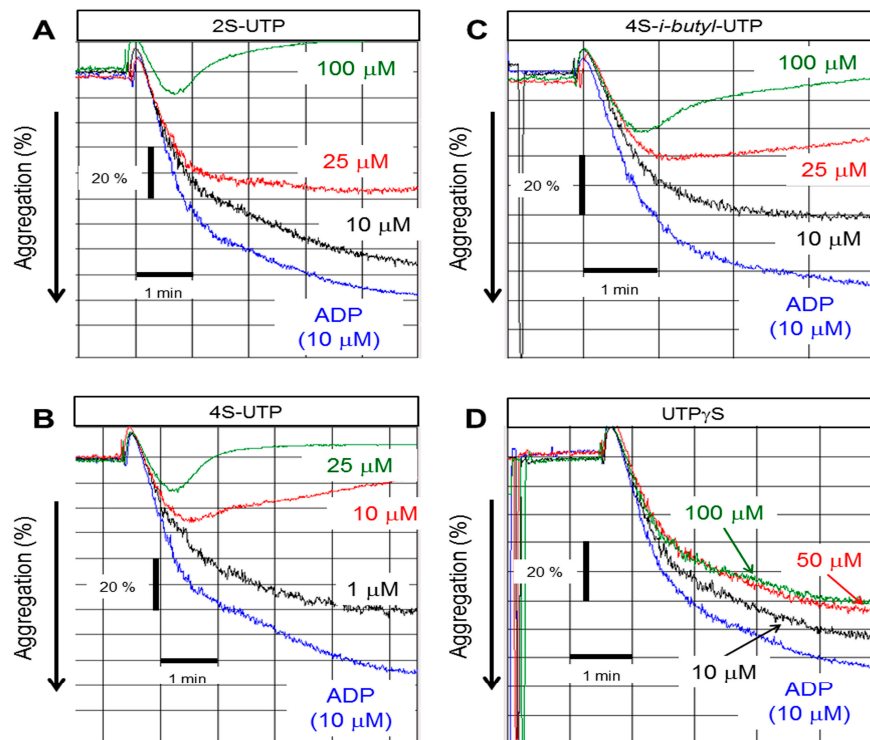 A
2S-UTP
100 μM
25 μM
20 %
10 μM
1 min
ADP
(10 μM)
Aggregation (%)
C
4S-i-butyl-UTP
100 μM
25 μM
20 %
10 μM
1 min
ADP
(10 μM)
Aggregation (%)
B
4S-UTP
25 μM
10 μM
20 %
1 μM
1 min
ADP
(10 μM)
Aggregation (%)
D
UTPγS
100 μM
50 μM
20 %
10 μM
1 min
ADP
(10 μM)
Aggregation (%)